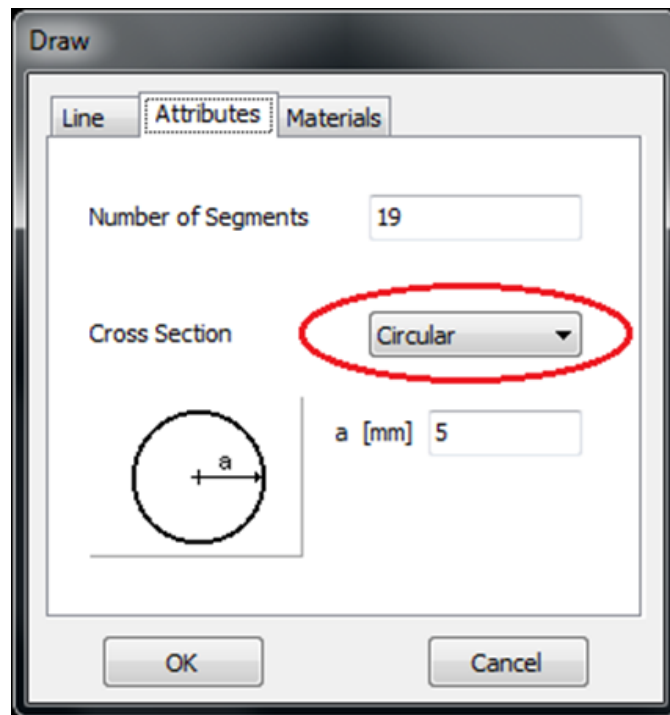 Draw
Line Attributes Materials
Number of Segments 19
Cross Section Circular
a [mm] 5
a
OK Cancel